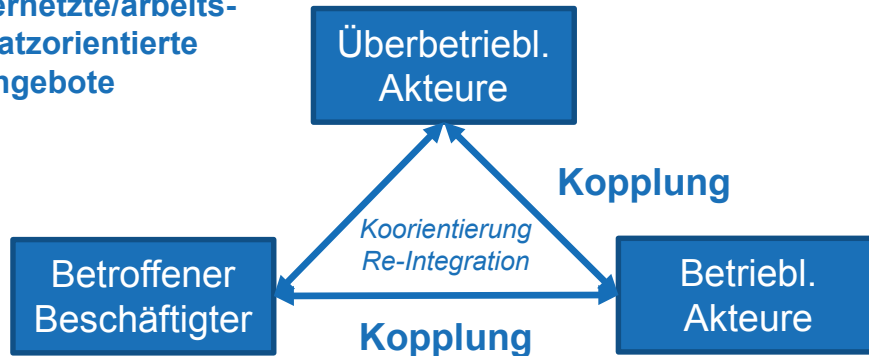 ernetzte/arbeits-
atzorientierte
ngebote
Überbetriebl.
Akteure
Kopplung
Koorientierung
Re-Integration
Betroffener
Beschäftigter
Betriebl.
Akteure
Kopplung